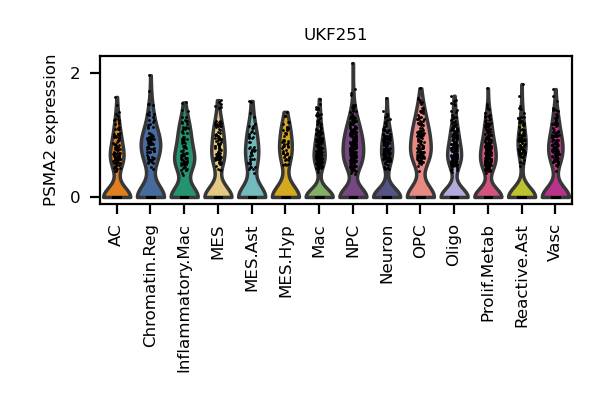 UKF251
PSMA2 expression
2
0
AC
Chromatin.Reg
Inflammatory.Mac
MES
MES.Ast
MES.Hyp
Mac
NPC
Neuron
OPC
Oligo
Prolif.Metab
Reactive.Ast
Vasc